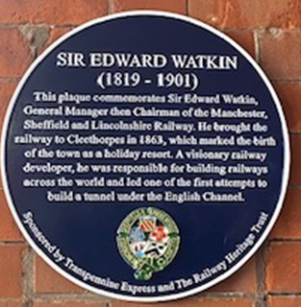 SIR EDWARD WATKIN
(1819 - 1901)
This plaque commemorates Sir Edward Watkin,
General Manager then Chairman of the Manchester,
Sheffield and Lincolnshire Railway. He brought the
railway to Cleethorpes in 1863, which marked the birth
of the town as a holiday resort. A visionary railway
developer, he was responsible for building railways
across the world and led one of the first attempts to
build a tunnel under the English Channel.
Sponsored by Transpennine Express and The Railway Heritage Trust